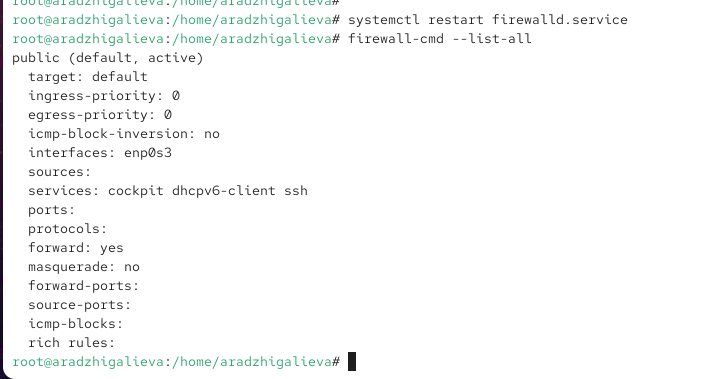 root@aradzhigalieva:/home/aradzhigalieva#
root@aradzhigalieva:/home/aradzhigalieva# systemctl restart firewalld.service
root@aradzhigalieva:/home/aradzhigalieva# firewall-cmd --list-all
public (default, active)
  target: default
  ingress-priority: 0
  egress-priority: 0
  icmp-block-inversion: no
  interfaces: enp0s3
  sources:
  services: cockpit dhcpv6-client ssh
  ports:
  protocols:
  forward: yes
  masquerade: no
  forward-ports:
  source-ports:
  icmp-blocks:
  rich rules:
root@aradzhigalieva:/home/aradzhigalieva#